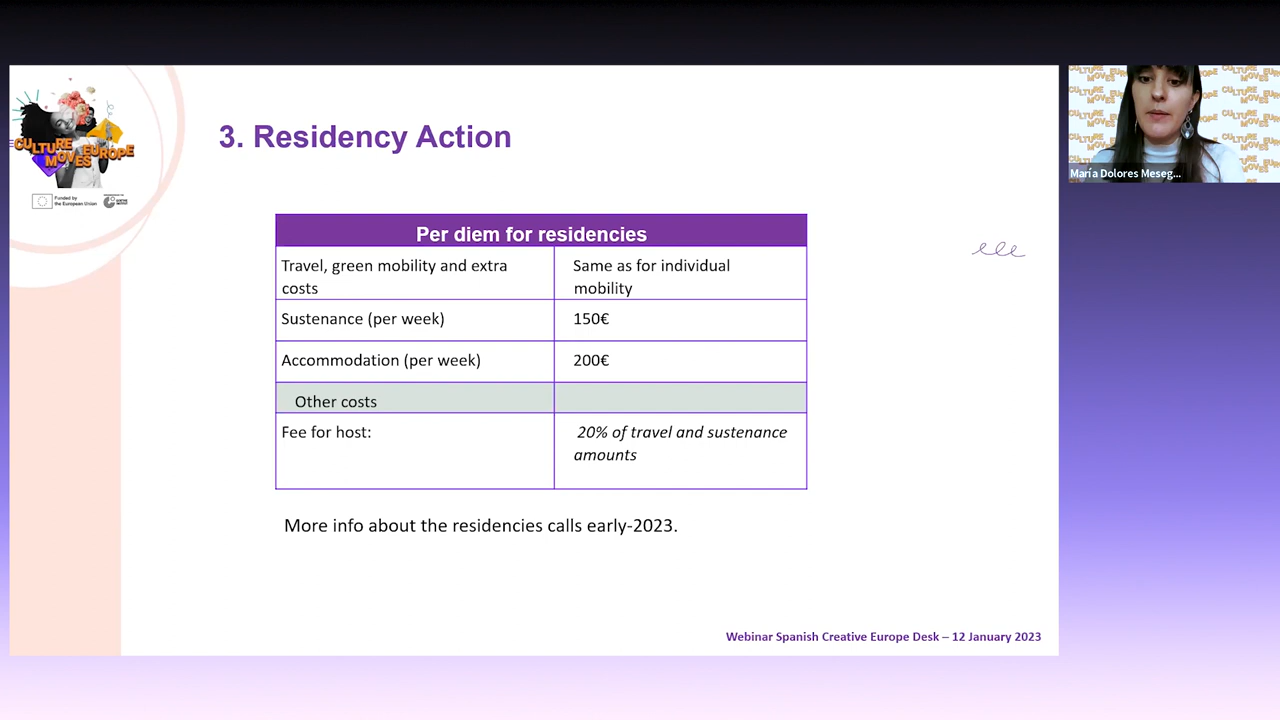 3. Residency Action
CULTURE
MOVES EUROPE
Funded by
the European Union
GOETHE
INSTITUT
Per diem for residencies
Travel, green mobility and extra
costs
Same as for individual
mobility
Sustenance (per week)
150€
Accommodation (per week)
200€
Other costs
Fee for host:
20% of travel and sustenance
amounts
More info about the residencies calls early-2023.
Webinar Spanish Creative Europe Desk – 12 January 2023
María Dolores Meseg...